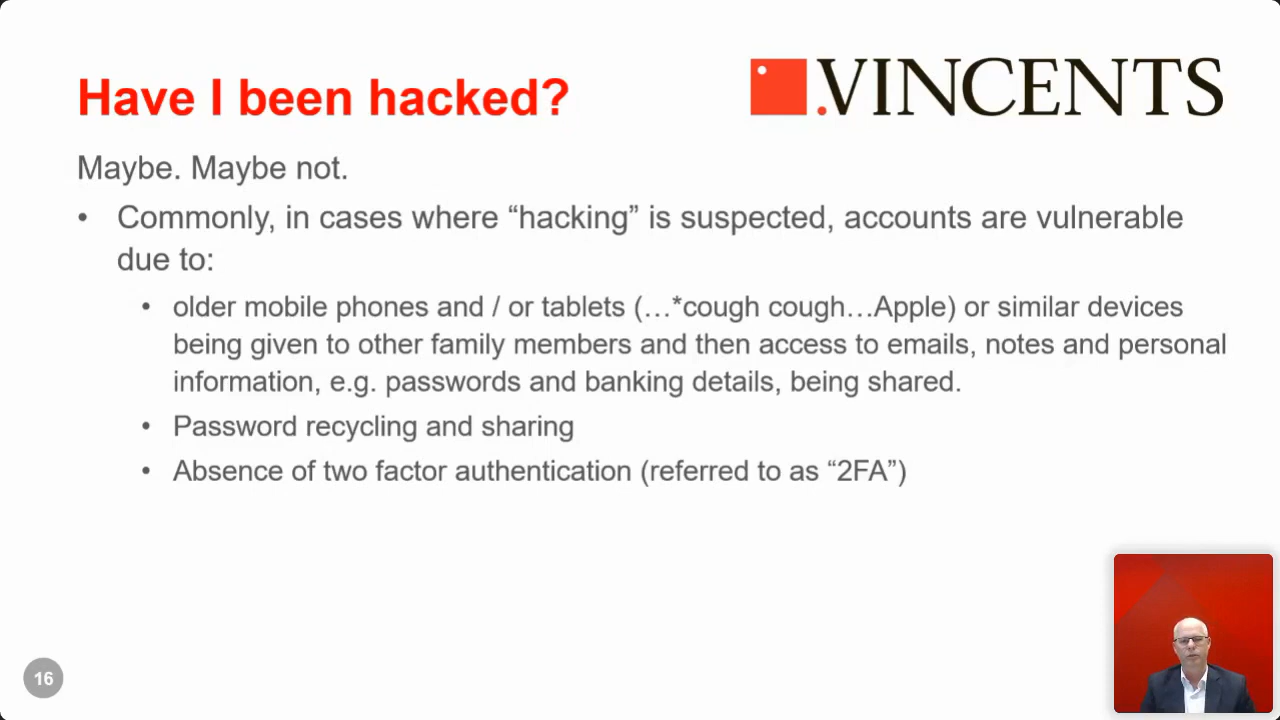 Have I been hacked?
.VINCENTS
Maybe. Maybe not.
• Commonly, in cases where “hacking” is suspected, accounts are vulnerable
due to:
• older mobile phones and / or tablets (…*cough cough…Apple) or similar devices
being given to other family members and then access to emails, notes and personal
information, e.g. passwords and banking details, being shared.
• Password recycling and sharing
• Absence of two factor authentication (referred to as “2FA”)
16